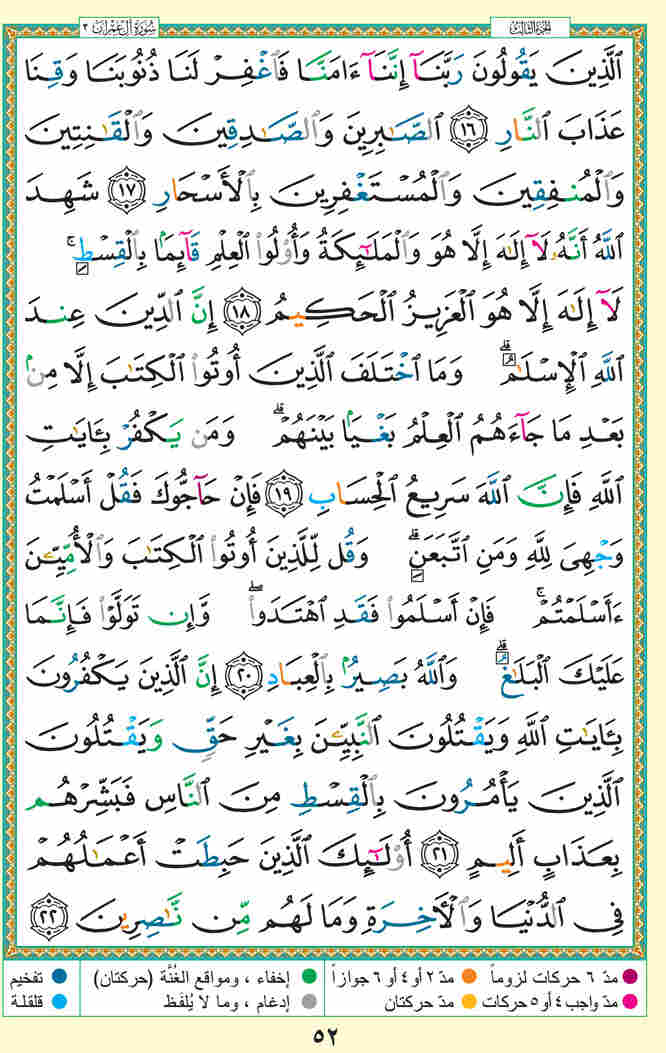 الجزء الثالث
سورة آل عمران ٣
ٱلَّذِينَ يَقُولُونَ رَبَّنَآ إِنَّنَآ ءَامَنَّا فَٱغْفِرْ لَنَا ذُنُوبَنَا وَقِنَا
عَذَابَ ٱلنَّارِ ١٦ ٱلصَّٰبِرِينَ وَٱلصَّٰدِقِينَ وَٱلْقَٰنِتِينَ
وَٱلْمُنفِقِينَ وَٱلْمُسْتَغْفِرِينَ بِٱلْأَسْحَارِ ١٧ شَهِدَ
ٱللَّهُ أَنَّهُۥ لَآ إِلَٰهَ إِلَّا هُوَ وَٱلْمَلَٰٓئِكَةُ وَأُو۟لُوا۟ ٱلْعِلْمِ قَآئِمًۢا بِٱلْقِسْطِ ۚ
لَآ إِلَٰهَ إِلَّا هُوَ ٱلْعَزِيزُ ٱلْحَكِيمُ ١٨ إِنَّ ٱلدِّينَ عِندَ
ٱللَّهِ ٱلْإِسْلَٰمُ ۗ وَمَا ٱخْتَلَفَ ٱلَّذِينَ أُوتُوا۟ ٱلْكِتَٰبَ إِلَّا مِنۢ
بَعْدِ مَا جَآءَهُمُ ٱلْعِلْمُ بَغْيًۢا بَيْنَهُمْ ۗ وَمَن يَكْفُرْ بِـَٔايَٰتِ
ٱللَّهِ فَإِنَّ ٱللَّهَ سَرِيعُ ٱلْحِسَابِ ١٩ فَإِنْ حَآجُّوكَ فَقُلْ أَسْلَمْتُ
وَجْهِىَ لِلَّهِ وَمَنِ ٱتَّبَعَنِ ۗ وَقُل لِّلَّذِينَ أُوتُوا۟ ٱلْكِتَٰبَ وَٱلْأُمِّيِّـۧنَ
ءَأَسْلَمْتُمْ ۚ فَإِنْ أَسْلَمُوا۟ فَقَدِ ٱهْتَدَوا۟ ۖ وَّإِن تَوَلَّوْا۟ فَإِنَّمَا
عَلَيْكَ ٱلْبَلَٰغُ ۗ وَٱللَّهُ بَصِيرٌۢ بِٱلْعِبَادِ ٢٠ إِنَّ ٱلَّذِينَ يَكْفُرُونَ
بِـَٔايَٰتِ ٱللَّهِ وَيَقْتُلُونَ ٱلنَّبِيِّـۧنَ بِغَيْرِ حَقٍّ وَيَقْتُلُونَ
ٱلَّذِينَ يَأْمُرُونَ بِٱلْقِسْطِ مِنَ ٱلنَّاسِ فَبَشِّرْهُم
بِعَذَابٍ أَلِيمٍ ٢١ أُو۟لَٰٓئِكَ ٱلَّذِينَ حَبِطَتْ أَعْمَٰلُهُمْ
فِى ٱلدُّنْيَا وَٱلْءَاخِرَةِ وَمَا لَهُم مِّن نَّٰصِرِينَ ٢٢
مدّ ٦ حركات لزوماً مدّ ٢ أو ٤ أو ٦ جوازاً إخفاء ، ومواقع الغُنَّة (حركتان) تفخيم
مدّ واجب ٤ أو ٥ حركات مدّ حركتان إدغام ، وما لا يُلفَظ قلقلة
٥٢